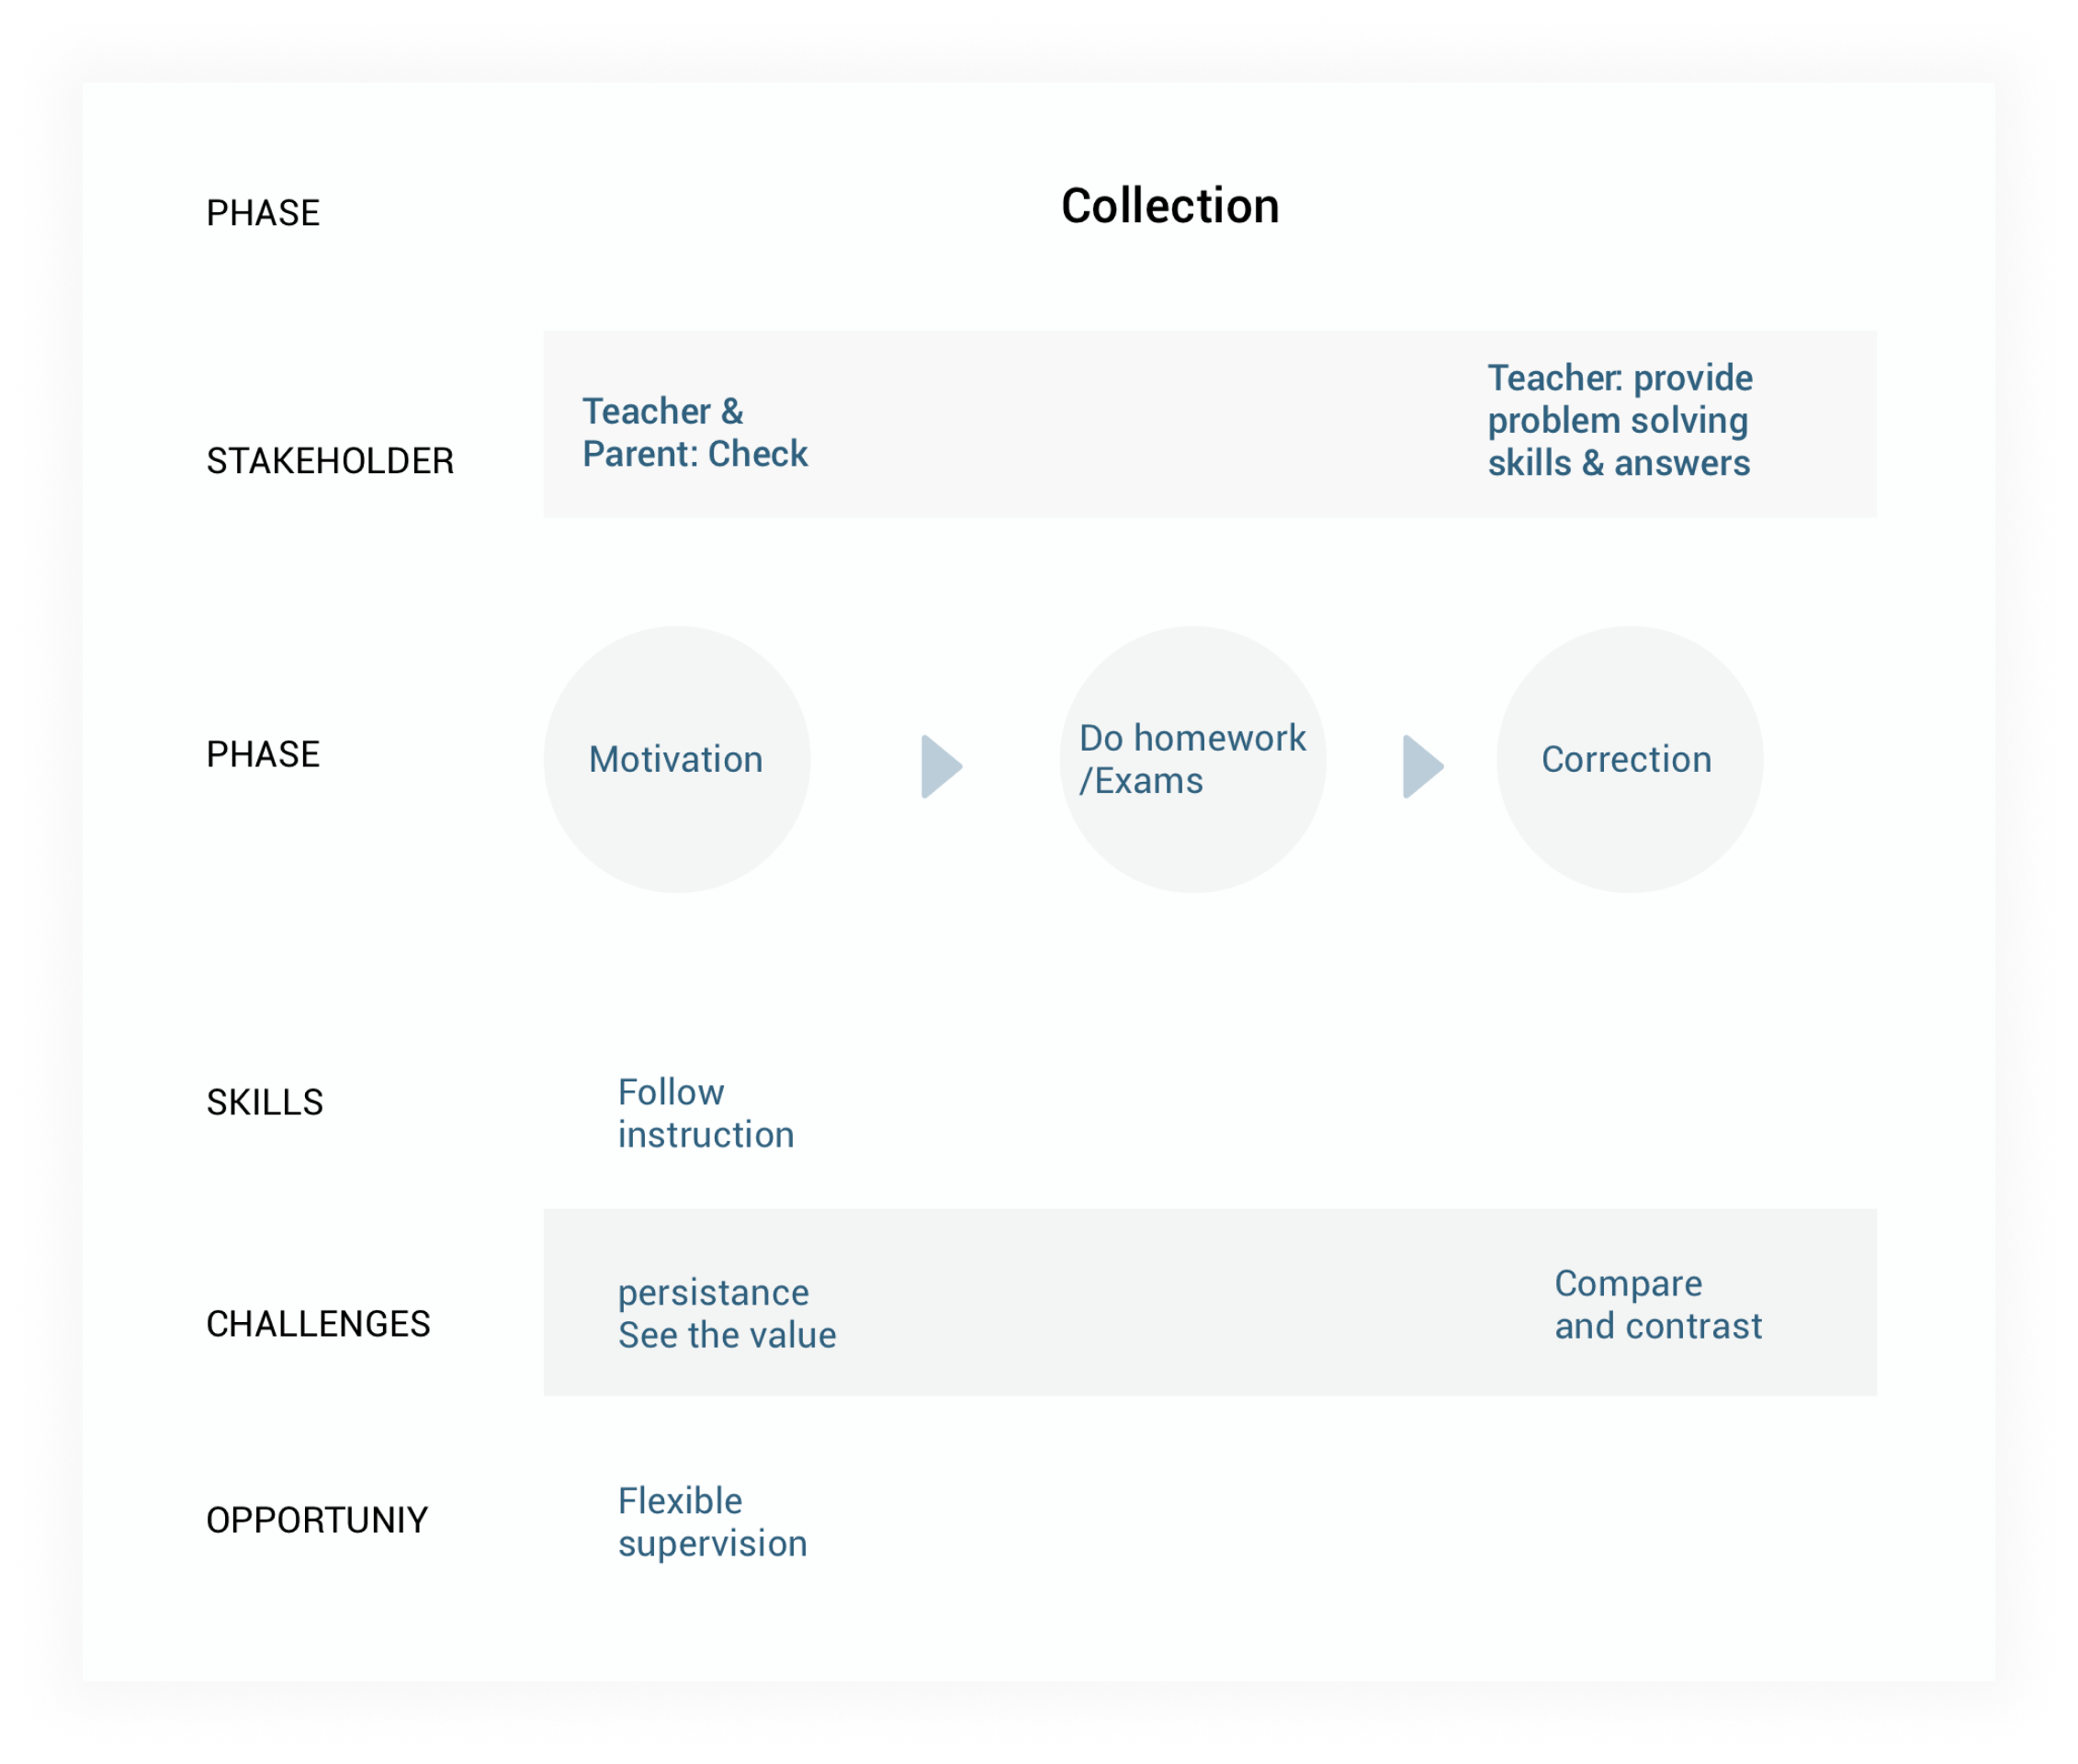 PHASE
Collection
STAKEHOLDER
Teacher &
Parent: Check
Teacher: provide
problem solving
skills & answers
PHASE
Motivation
Do homework
/Exams
Correction
SKILLS
Follow
instruction
CHALLENGES
persistance
See the value
Compare
and contrast
OPPORTUNIY
Flexible
supervision